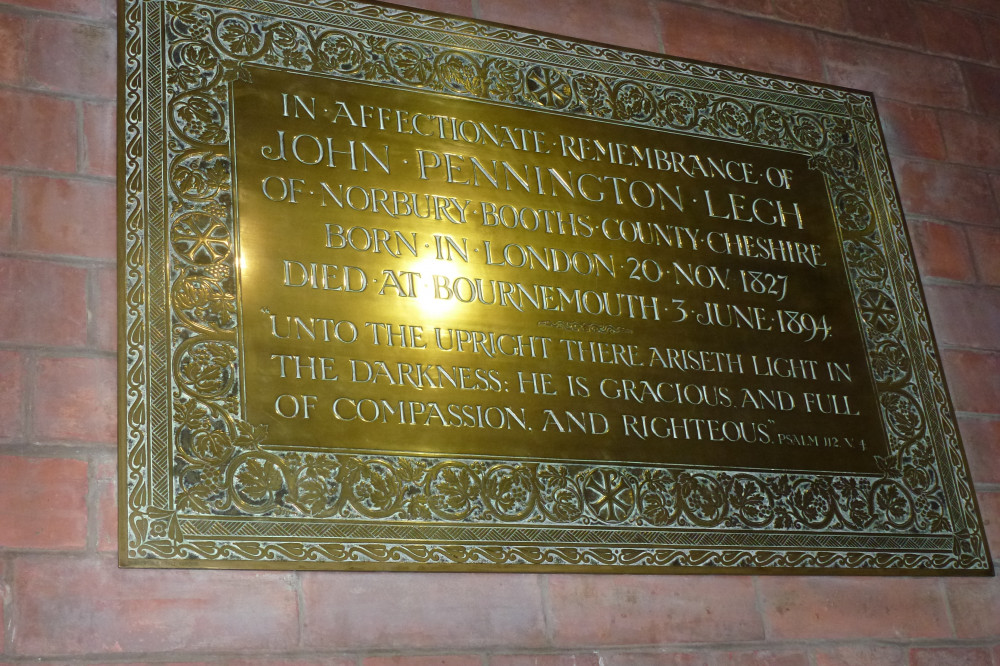 IN · AFFECTIONATE · REMEMBRANCE · OF
JOHN · PENNINGTON · LEGH
OF · NORBURY · BOOTHS · COUNTY · CHESHIRE
BORN · IN · LONDON · 20 · NOV. 1827
DIED · AT · BOURNEMOUTH · 3 · JUNE · 1894.
"UNTO THE UPRIGHT THERE ARISETH LIGHT IN
THE DARKNESS: HE IS GRACIOUS, AND FULL
OF COMPASSION, AND RIGHTEOUS". PSALM 112. V. 4.